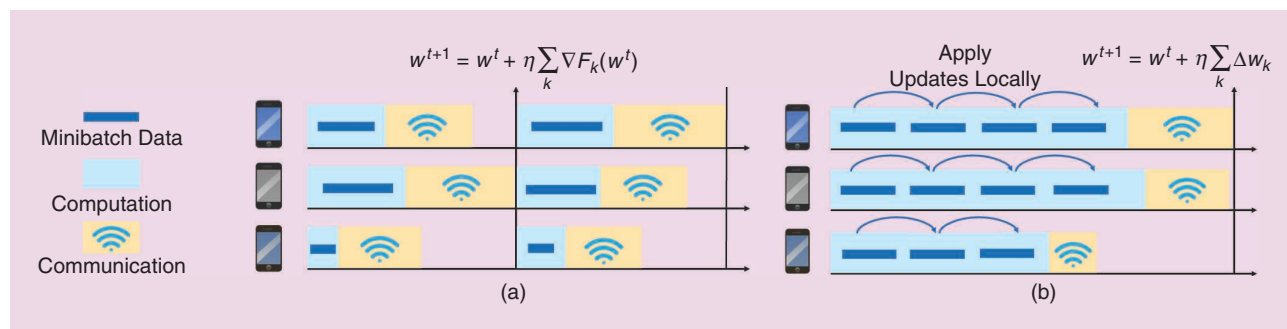 w^{t+1} = w^t + η∑_k ∇F_k(w^t)
Apply
Updates Locally
w^{t+1} = w^t + η∑_k Δw_k
Minibatch Data
Computation
Communication
(a)
(b)